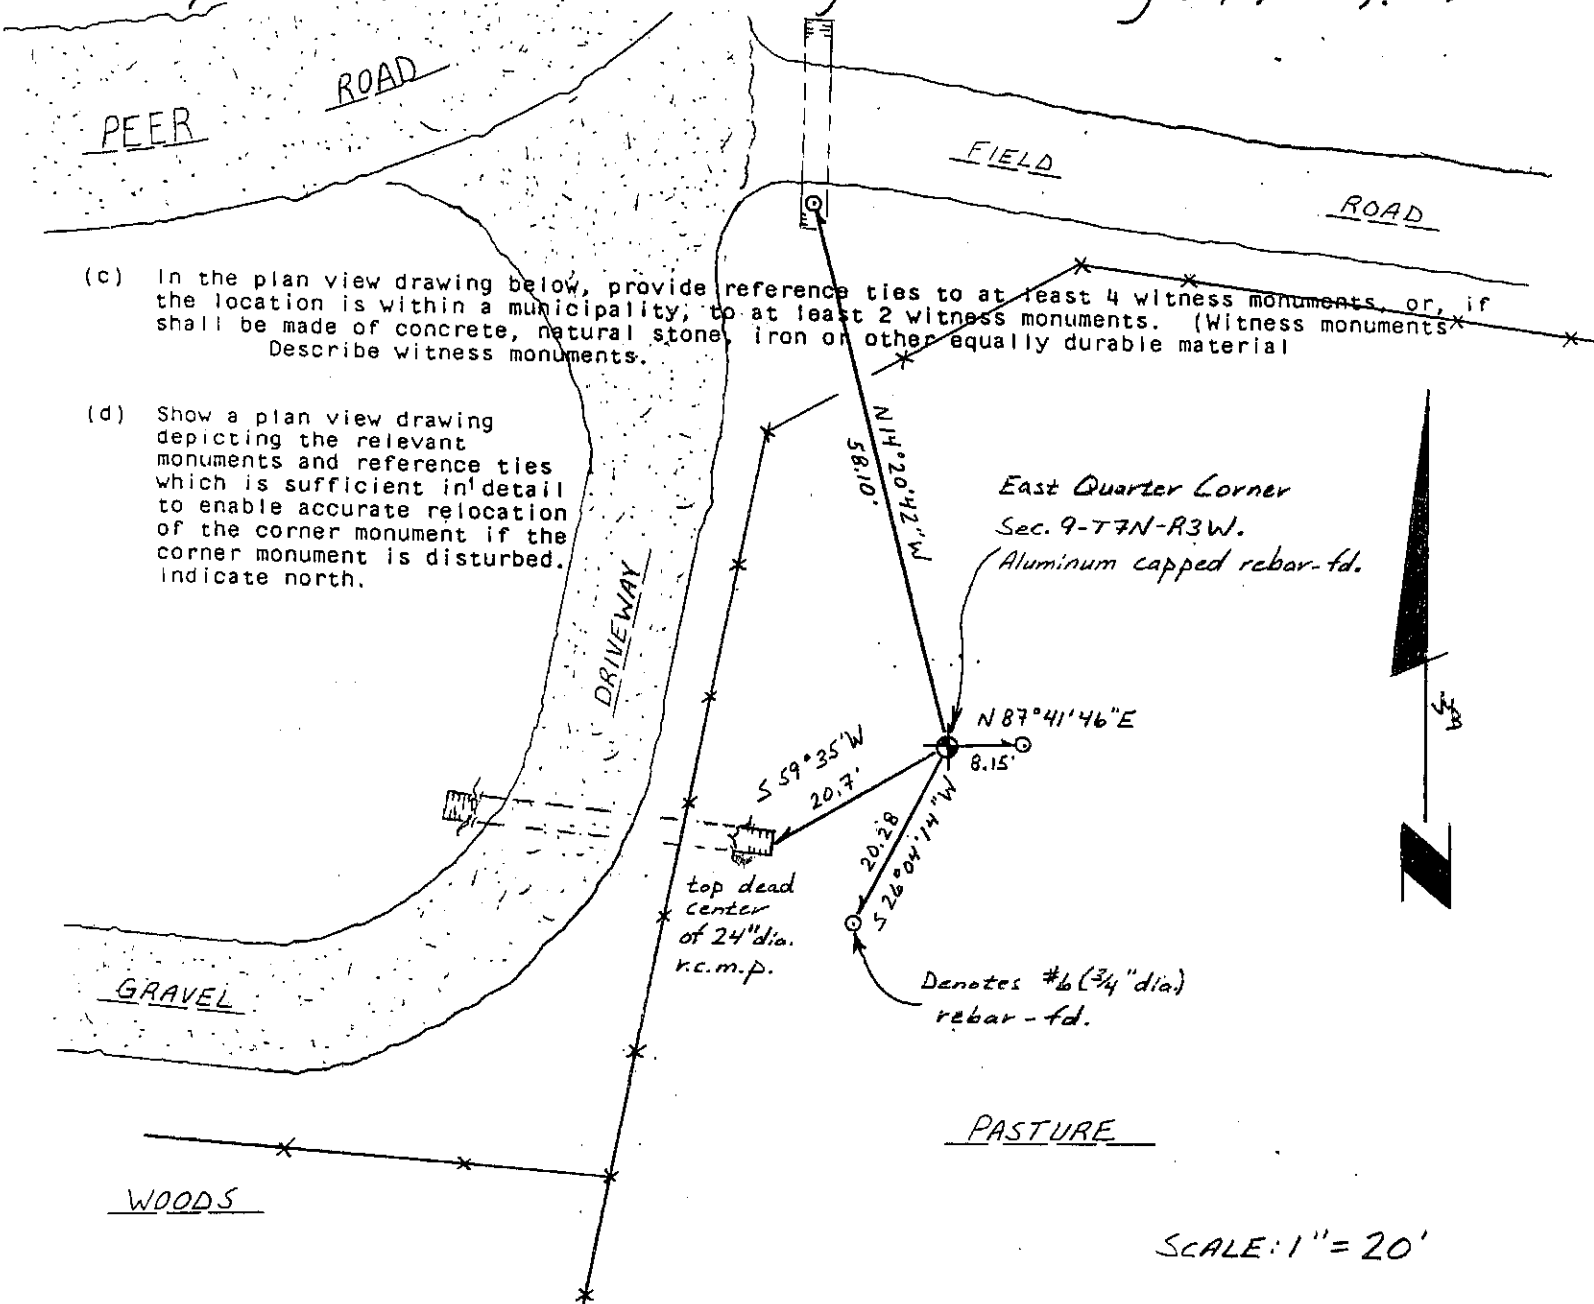 PEER ROAD
FIELD
ROAD
(c) In the plan view drawing below, provide reference ties to at least 4 witness monuments, or, if
the location is within a municipality, to at least 2 witness monuments. (Witness monuments
shall be made of concrete, natural stone, iron or other equally durable material
Describe witness monuments.
(d) Show a plan view drawing
depicting the relevant
monuments and reference ties
which is sufficient in detail
to enable accurate relocation
of the corner monument if the
corner monument is disturbed.
Indicate north.
N 14°20'42"W
58.10'
East Quarter Corner
Sec. 9-T7N-R3W.
Aluminum capped rebar-fd.
DRIVEWAY
N 87°41'46"E
8.15'
S 59°35'W
20.7'
20.28
S 26°04'14"W
top dead
center
of 24"dia.
r.c.m.p.
GRAVEL
Denotes #6 (3/4"dia)
rebar-fd.
PASTURE
WOODS
SCALE: 1"=20'